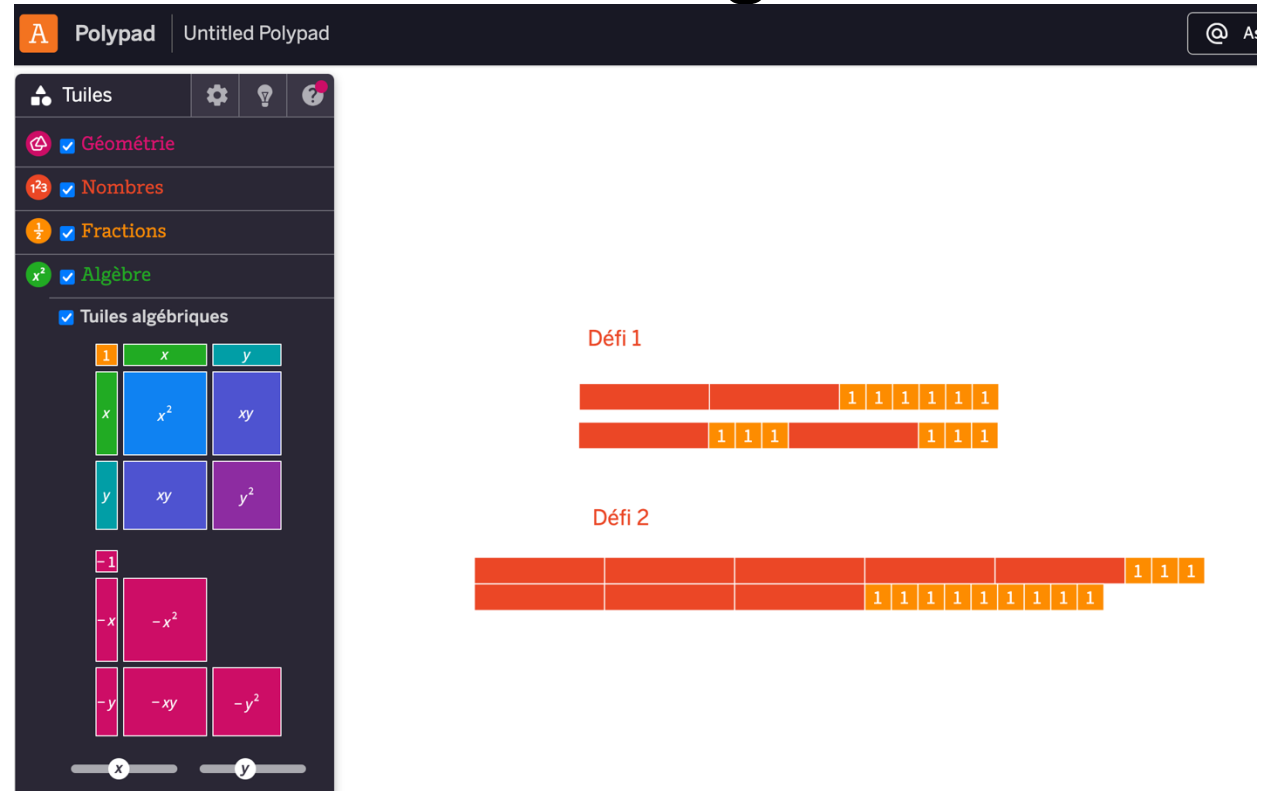 A Polypad Untitled Polypad
Tuiles
Géométrie
Nombres
Fractions
Algèbre
Tuiles algébriques
1 x y
x x² xy
y xy y²
−1
−x −x²
−y −xy −y²
x y
Défi 1
1 1 1 1 1 1
1 1 1 1 1 1
Défi 2
1 1 1
1 1 1 1 1 1 1 1 1